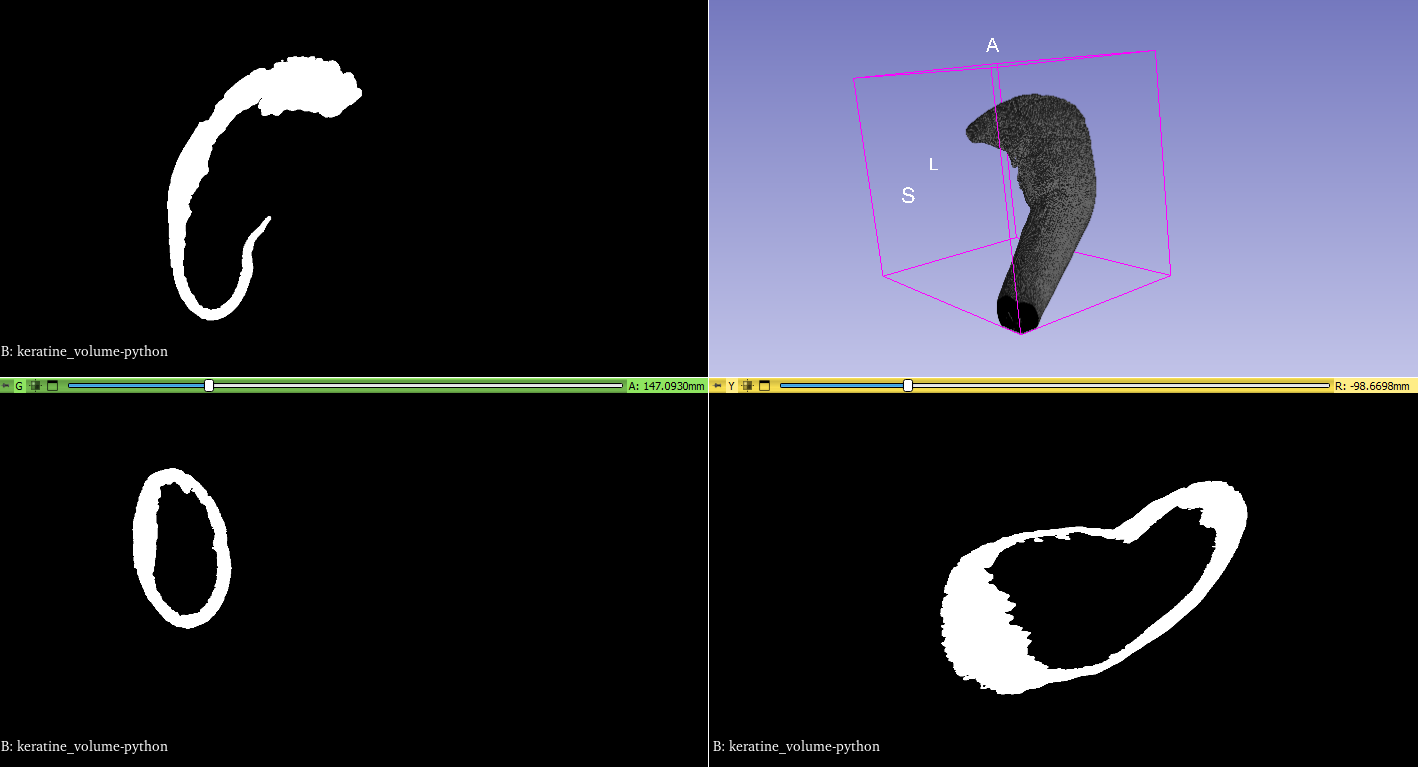 A
L
S
B: keratine_volume-python
G
A: 147.0930mm
Y
R: -98.6698mm
B: keratine_volume-python
B: keratine_volume-python